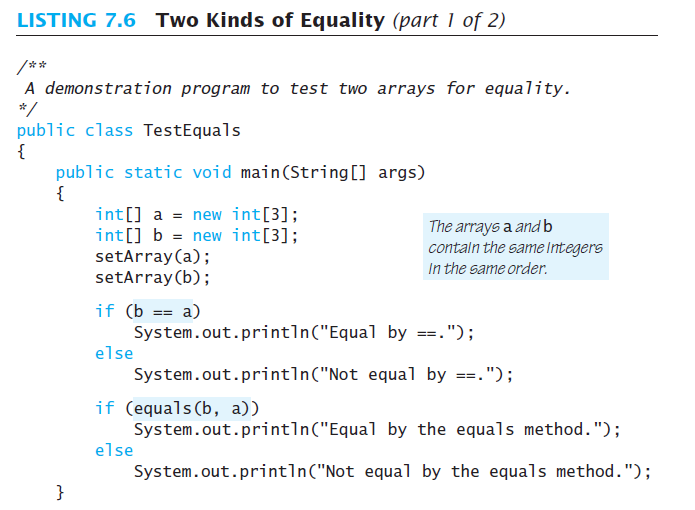 LISTING 7.6 Two Kinds of Equality (part 1 of 2)
/**
A demonstration program to test two arrays for equality.
*/
public class TestEquals
{
public static void main(String[] args)
{
int[] a = new int[3];
int[] b = new int[3];
setArray(a);
setArray(b);
The arrays a and b
contain the same integers
in the same order.
if (b == a)
System.out.println("Equal by ==.");
else
System.out.println("Not equal by ==.");
if (equals(b, a))
System.out.println("Equal by the equals method.");
else
System.out.println("Not equal by the equals method.");
}